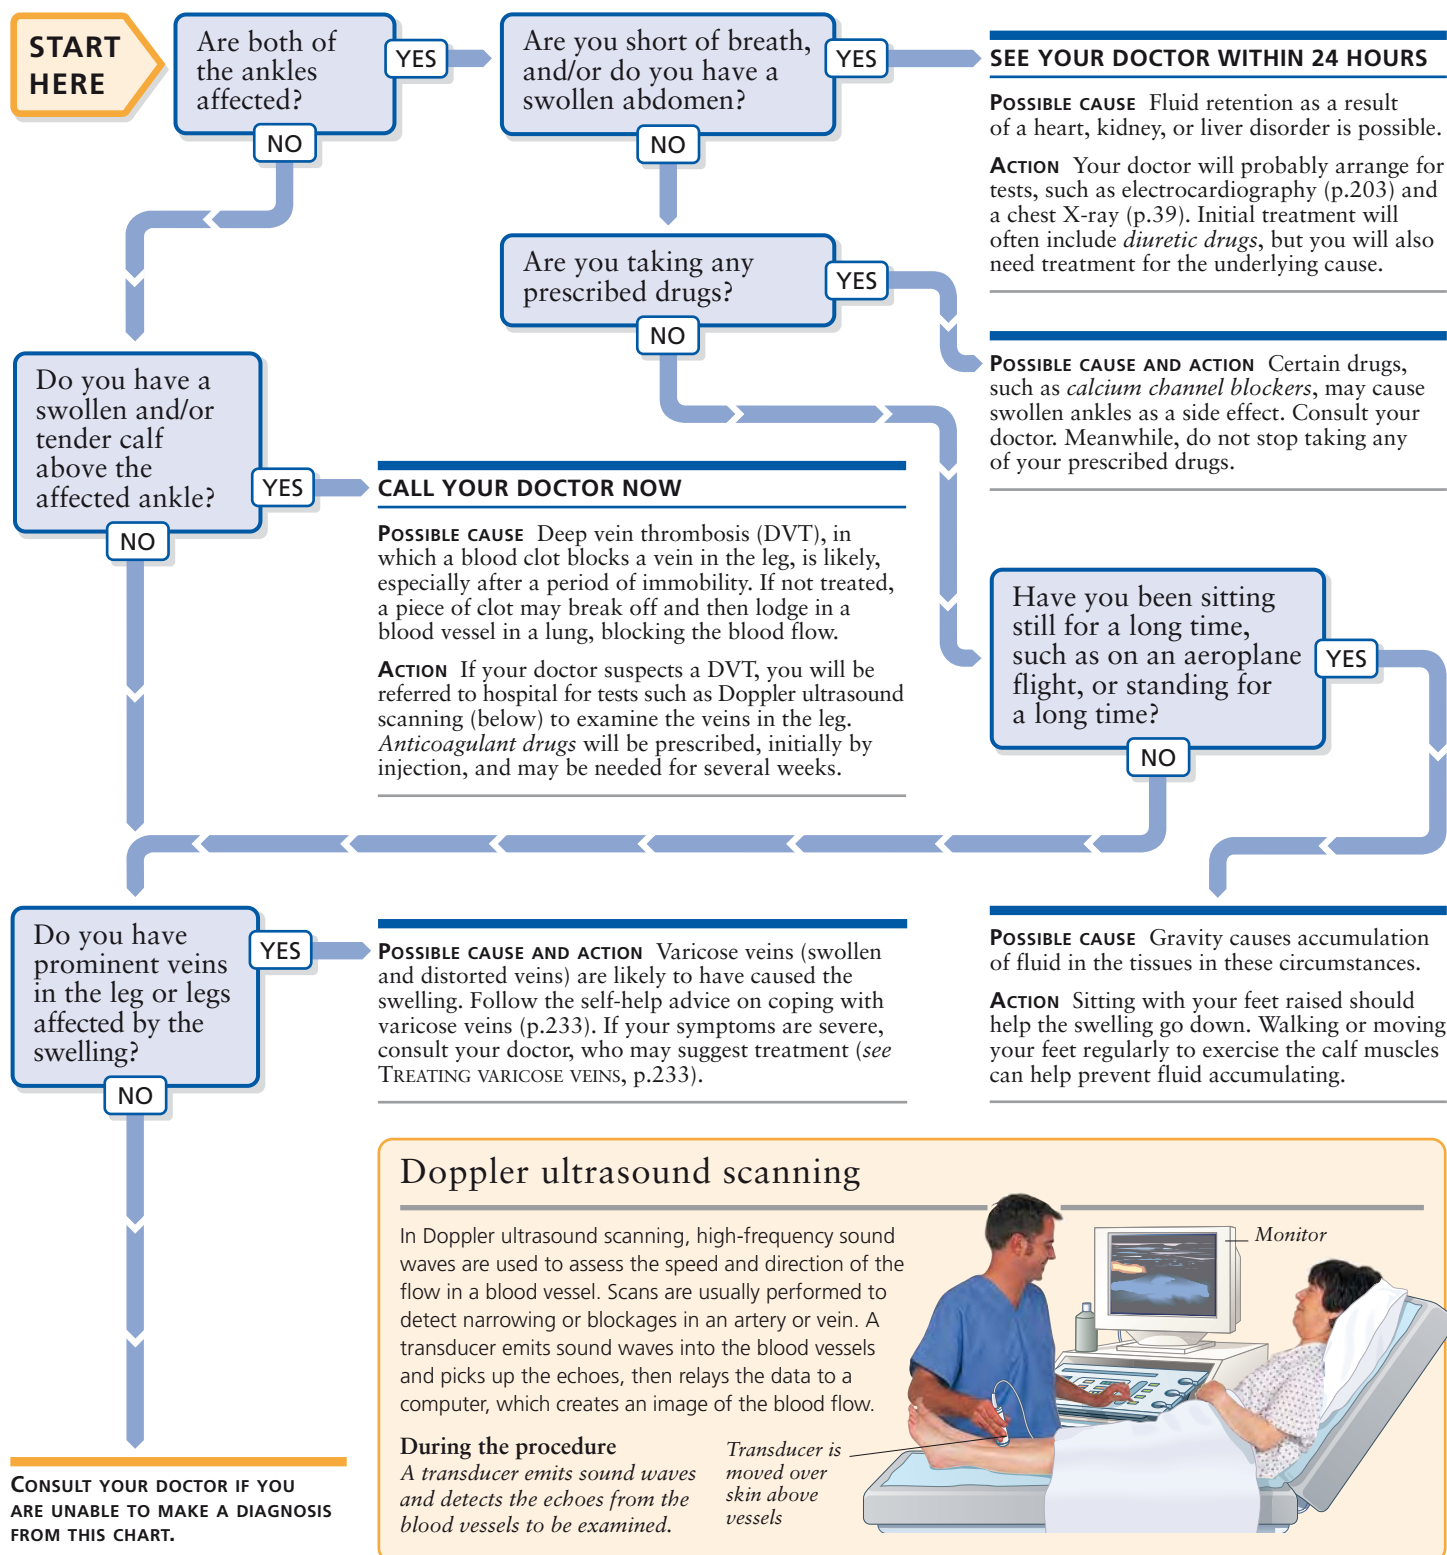 START
HERE
Are both of
the ankles
affected?
YES
NO
Are you short of breath,
and/or do you have a
swollen abdomen?
YES
NO
SEE YOUR DOCTOR WITHIN 24 HOURS
POSSIBLE CAUSE Fluid retention as a result
of a heart, kidney, or liver disorder is possible.
ACTION Your doctor will probably arrange for
tests, such as electrocardiography (p.203) and
a chest X-ray (p.39). Initial treatment will
often include diuretic drugs, but you will also
need treatment for the underlying cause.
Are you taking any
prescribed drugs?
YES
NO
POSSIBLE CAUSE AND ACTION Certain drugs,
such as calcium channel blockers, may cause
swollen ankles as a side effect. Consult your
doctor. Meanwhile, do not stop taking any
of your prescribed drugs.
Do you have a
swollen and/or
tender calf
above the
affected ankle?
YES
NO
CALL YOUR DOCTOR NOW
POSSIBLE CAUSE Deep vein thrombosis (DVT), in
which a blood clot blocks a vein in the leg, is likely,
especially after a period of immobility. If not treated,
a piece of clot may break off and then lodge in a
blood vessel in a lung, blocking the blood flow.
ACTION If your doctor suspects a DVT, you will be
referred to hospital for tests such as Doppler ultrasound
scanning (below) to examine the veins in the leg.
Anticoagulant drugs will be prescribed, initially by
injection, and may be needed for several weeks.
Have you been sitting
still for a long time,
such as on an aeroplane
flight, or standing for
a long time?
YES
NO
Do you have
prominent veins
in the leg or legs
affected by the
swelling?
YES
NO
POSSIBLE CAUSE AND ACTION Varicose veins (swollen
and distorted veins) are likely to have caused the
swelling. Follow the self-help advice on coping with
varicose veins (p.233). If your symptoms are severe,
consult your doctor, who may suggest treatment (see
TREATING VARICOSE VEINS, p.233).
POSSIBLE CAUSE Gravity causes accumulation
of fluid in the tissues in these circumstances.
ACTION Sitting with your feet raised should
help the swelling go down. Walking or moving
your feet regularly to exercise the calf muscles
can help prevent fluid accumulating.
Doppler ultrasound scanning
In Doppler ultrasound scanning, high-frequency sound
waves are used to assess the speed and direction of the
flow in a blood vessel. Scans are usually performed to
detect narrowing or blockages in an artery or vein. A
transducer emits sound waves into the blood vessels
and picks up the echoes, then relays the data to a
computer, which creates an image of the blood flow.
During the procedure
A transducer emits sound waves
and detects the echoes from the
blood vessels to be examined.
Transducer is
moved over
skin above
vessels
Monitor
CONSULT YOUR DOCTOR IF YOU
ARE UNABLE TO MAKE A DIAGNOSIS
FROM THIS CHART.